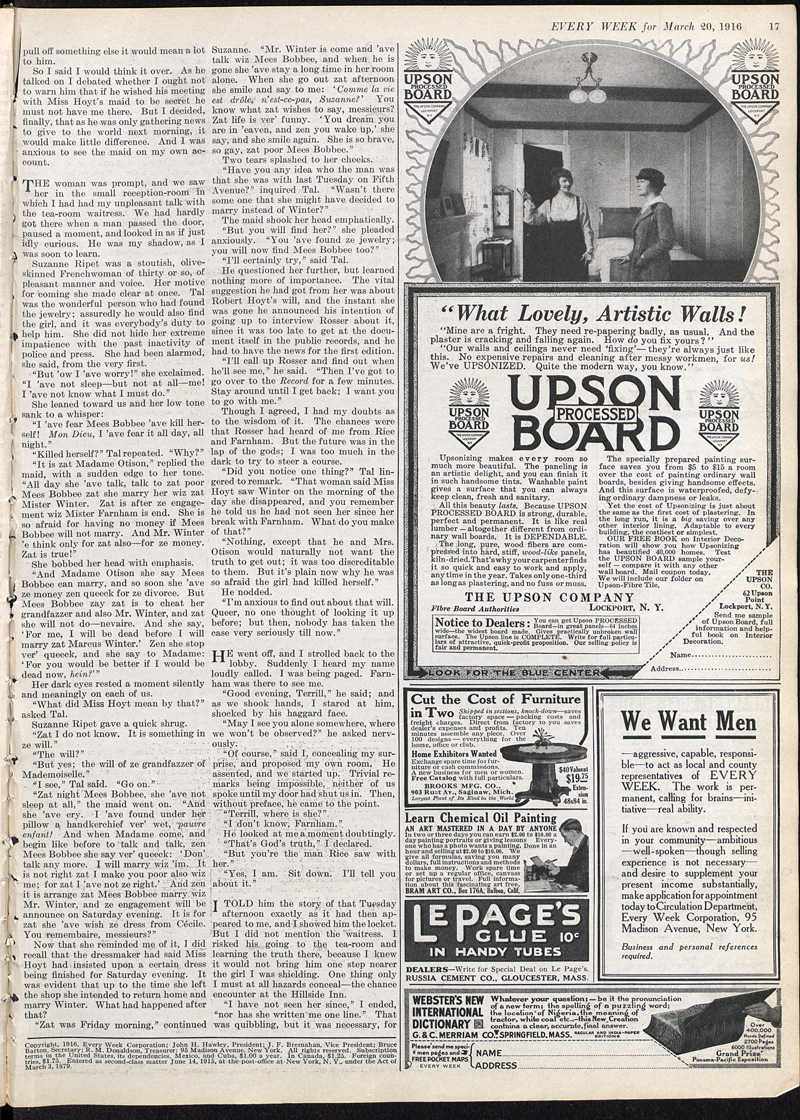 EVERY WEEK for March 20, 1916
17
pull off something else it would mean a lot
to him.
So I said I would think it over. As he
talked on I debated whether I ought not
to warn him that if he wished his meeting
with Miss Hoyt's maid to be secret he
must not have me there. But I decided,
finally, that as he was only gathering news
to give to the world next morning, it
would make little difference. And I was
anxious to see the maid on my own ac-
count.
THE woman was prompt, and we saw
her in the small reception-room in
which I had had my unpleasant talk with
the tea-room waitress. We had hardly
got there when a man passed the door,
paused a moment, and looked in as if just
idly curious. He was my shadow, as I
was soon to learn.
Suzanne Ripet was a stoutish, olive-
skinned Frenchwoman of thirty or so, of
pleasant manner and voice. Her motive
for coming she made clear at once. Tal
was the wonderful person who had found
the jewelry; assuredly he would also find
the girl, and it was everybody's duty to
help him. She did not hide her extreme
impatience with the past inactivity of
police and press. She had been alarmed,
she said, from the very first.
"But 'ow I 'ave worry!" she exclaimed.
"I 'ave not sleep—but not at all—me!
I 'ave not know what I must do."
She leaned toward us and her low tone
sank to a whisper:
"I 'ave fear Mees Bobbee 'ave kill her-
self! Mon Dieu, I 'ave fear it all day, all
night."
"Killed herself?" Tal repeated. "Why?"
"It is zat Madame Otison," replied the
maid, with a sudden edge to her tone.
"All day she 'ave talk, talk to zat poor
Mees Bobbee zat she marry her wiz zat
Mister Winter. Zat is after ze engage-
ment wiz Mister Farnham is end. She is
so afraid for having no money if Mees
Bobbee will not marry. And Mr. Winter
'e think only for zat also—for ze money.
Zat is true!"
She bobbed her head with emphasis.
"And Madame Otison she say Mees
Bobbee can marry, and so soon she 'ave
ze money zen queeck for ze divorce. But
Mees Bobbee zay zat is to cheat her
grandfazzer and also Mr. Winter, and zat
she will not do—nevaire. And she say,
'For me, I will be dead before I will
marry zat Marcus Winter.' Zen she stop
ver' queeck, and she say to Madame:
'For you would be better if I would be
dead now, hein?'"
Her dark eyes rested a moment silently
and meaningly on each of us.
"What did Miss Hoyt mean by that?"
asked Tal.
Suzanne Ripet gave a quick shrug.
"Zat I do not know. It is something in
ze will."
"The will?"
"But yes; the will of ze grandfazzer of
Mademoiselle."
"I see," Tal said. "Go on."
"Zat night Mees Bobbee, she 'ave not
sleep at all," the maid went on. "And
she 'ave cry. I 'ave found under her
pillow a handkerchief ver' wet, pauvre
enfant! And when Madame come, and
begin before to talk and talk, zen
Mees Bobbee she say ver' queeck: 'Don'
talk any more. I will marry wiz 'im. It
is not right zat I make you poor also wiz
me; for zat I 'ave not ze right.' And zen
it is arrange zat Mees Bobbee marry wiz
Mr. Winter, and ze engagement will be
announce on Saturday evening. It is for
zat she 'ave wish ze dress from Cécile.
You remembaire, messieurs?"
Now that she reminded me of it, I did
recall that the dressmaker had said Miss
Hoyt had insisted upon a certain dress
being finished for Saturday evening. It
was evident that up to the time she left
the shop she intended to return home and
marry Winter. What had happened after
that?
"Zat was Friday morning," continued
Suzanne. "Mr. Winter is come and 'ave
talk wiz Mees Bobbee, and when he is
gone she 'ave stay a long time in her room
alone. When she go out zat afternoon
she smile and say to me: 'Comme la vie
est drôle, n'est-ce-pas, Suzanne?' You
know what zat wishes to say, messieurs?
Zat life is ver' funny. 'You dream you
are in 'eaven, and zen you wake up,' she
say, and she smile again. She is so brave,
so gay, zat poor Mees Bobbee."
Two tears splashed to her cheeks.
"Have you any idea who the man was
that she was with last Tuesday on Fifth
Avenue?" inquired Tal. "Wasn't there
some one that she might have decided to
marry instead of Winter?"
The maid shook her head emphatically.
"But you will find her?" she pleaded
anxiously. "You 'ave found ze jewelry;
you will now find Mees Bobbee too?"
"I'll certainly try," said Tal.
He questioned her further, but learned
nothing more of importance. The vital
suggestion he had got from her was about
Robert Hoyt's will, and the instant she
was gone he announced his intention of
going up to interview Rosser about it,
since it was too late to get at the docu-
ment itself in the public records, and he
had to have the news for the first edition.
"I'll call up Rosser and find out when
he'll see me," he said. "Then I've got to
go over to the Record for a few minutes.
Stay around until I get back; I want you
to go with me."
Though I agreed, I had my doubts as
to the wisdom of it. The chances were
that Rosser had heard of me from Rice
and Farnham. But the future was in the
lap of the gods; I was too much in the
dark to try to steer a course.
"Did you notice one thing?" Tal lin-
gered to remark. "That woman said Miss
Hoyt saw Winter on the morning of the
day she disappeared, and you remember
he told us he had not seen her since her
break with Farnham. What do you make
of that?"
"Nothing, except that he and Mrs.
Otison would naturally not want the
truth to get out; it was too discreditable
to them. But it's plain now why he was
so afraid the girl had killed herself."
He nodded.
"I'm anxious to find out about that will.
Queer, no one thought of looking it up
before; but then, nobody has taken the
case very seriously till now."
HE went off, and I strolled back to the
lobby. Suddenly I heard my name
loudly called. I was being paged. Farn-
ham was there to see me.
"Good evening, Terrill," he said; and
as we shook hands, I stared at him,
shocked by his haggard face.
"May I see you alone somewhere, where
we won't be observed?" he asked nerv-
ously.
"Of course," said I, concealing my sur-
prise, and proposed my own room. He
assented, and we started up. Trivial re-
marks being impossible, neither of us
spoke until my door had shut us in. Then,
without preface, he came to the point.
"Terrill, where is she?"
"I don't know, Farnham."
He looked at me a moment doubtingly.
"That's God's truth," I declared.
"But you're the man Rice saw with
her."
"Yes, I am. Sit down. I'll tell you
about it."
I TOLD him the story of that Tuesday
afternoon exactly as it had then ap-
peared to me, and I showed him the locket.
But I did not mention the waitress. I
risked his going to the tea-room and
learning the truth there, because I knew
it would not bring him one step nearer
the girl I was shielding. One thing only
I must at all hazards conceal—the chance
encounter at the Hillside Inn.
"I have not seen her since," I ended,
"nor has she written me one line." That
was quibbling, but it was necessary, for
Copyright, 1916, Every Week Corporation; John H. Hawley, President; J. F. Bresnahan, Vice President; Bruce
Barton, Secretary; R. M. Donaldson, Treasurer; 95 Madison Avenue, New York. All rights reserved. Subscription
terms in the United States, its dependencies, Mexico, and Cuba, $1.00 a year. In Canada, $1.25. Foreign coun-
tries, $1.75. Entered as second-class matter June 14, 1915, at the post-office at New York, N. Y., under the Act of
March 3, 1879.
UPSON
PROCESSED
BOARD
UPSON
PROCESSED
BOARD
"What Lovely, Artistic Walls!
"Mine are a fright. They need re-papering badly, as usual. And the
plaster is cracking and falling again. How do you fix yours?"
"Our walls and ceilings never need 'fixing'—they're always just like
this. No expensive repairs and cleaning after messy workmen, for us!
We've UPSONIZED. Quite the modern way, you know."
UPSON
PROCESSED
BOARD
UPSON
PROCESSED
BOARD
UPSON
PROCESSED
BOARD
Upsonizing makes every room so
much more beautiful. The paneling is
an artistic delight, and you can finish it
in such handsome tints. Washable paint
gives a surface that you can always
keep clean, fresh and sanitary.
All this beauty lasts. Because UPSON
PROCESSED BOARD is strong, durable,
perfect and permanent. It is like real
lumber—altogether different from ordi-
nary wall boards. It is DEPENDABLE.
The long, pure, wood fibres are com-
pressed into hard, stiff, wood-like panels,
kiln-dried. That's why your carpenter finds
it so quick and easy to work and apply,
any time in the year. Takes only one-third
as long as plastering, and no fuss or muss.
The specially prepared painting sur-
face saves you from $5 to $15 a room
over the cost of painting ordinary wall
boards, besides giving handsome effects.
And this surface is waterproofed, defy-
ing ordinary dampness or leaks.
Yet the cost of Upsonizing is just about
the same as the first cost of plastering. In
the long run, it is a big saving over any
other interior lining. Adaptable to every
building, the costliest or simplest.
OUR FREE BOOK on Interior Deco-
ration will show you how Upsonizing
has beautified 40,000 homes. Test
the UPSON BOARD sample your-
self—compare it with any other
wall board. Mail coupon today.
We will include our folder on
Upson-Fibre Tile.
THE UPSON COMPANY
Fibre Board Authorities LOCKPORT, N. Y.
Notice to Dealers: You can get Upson PROCESSED
Board—in great panels—64 inches
wide—the widest board made. Gives practically unbroken wall
surface. The Upson line is COMPLETE. Write for full particu-
lars of attractive, quick-profit proposition. Our selling policy is
fair and permanent.
THE
UPSON
CO.
62 Upson
Point
Lockport, N. Y.
Send me sample
of Upson Board, full
information and help-
ful book on Interior
Decoration.
Name
Address
LOOK FOR THE BLUE CENTER
Cut the Cost of Furniture
in Two Shipped in sections, knock-down—saves
factory space—packing costs and
freight charges. Direct from factory to you saves
dealer's expense and profits. Ten
minutes assembles any piece. Over
100 designs—everything for the
home, office or club.
Home Exhibitors Wanted
Exchange spare time for fur-
niture or cash commissions.
A new business for men or women.
Free Catalog with full particulars.
BROOKS MFG. CO.,
903 Rust Av., Saginaw, Mich.
Largest Plant of Its Kind in the World
$40 Value at
$19.75
Exten-
sion
48x84 in.
Learn Chemical Oil Painting
AN ART MASTERED IN A DAY BY ANYONE
In two or three days you can earn $5.00 to $10.00 a
day painting portraits or giving lessons. Every-
one who has a photo wants a painting. Done in an
hour and selling at $2.00 to $10.00. We
give all formulas, saving you many
dollars, full instructions and methods
to make money. Work spare time
or set up a regular office, canvas
for pictures or travel. Full informa-
tion about this fascinating art free.
BRAM ART CO., Box 176A, Balboa, Calif.
LE PAGE'S
GLUE 10¢
IN HANDY TUBES
DEALERS—Write for Special Deal on Le Page's.
RUSSIA CEMENT CO., GLOUCESTER, MASS.
We Want Men
—aggressive, capable, responsi-
ble—to act as local and county
representatives of EVERY
WEEK. The work is per-
manent, calling for brains—ini-
tiative—real ability.
If you are known and respected
in your community—ambitious
—well-spoken—though selling
experience is not necessary—
and desire to supplement your
present income substantially,
make application for appointment
today to Circulation Department,
Every Week Corporation, 95
Madison Avenue, New York.
Business and personal references
required.
WEBSTER'S NEW
INTERNATIONAL
DICTIONARY
Whatever your question;—be it the pronunciation
of a new term; the spelling of a puzzling word;
the location of Nigeria, the meaning of
tractor, white coal, etc.,—this New Creation
contains a clear, accurate, final answer.
G. & C. MERRIAM CO. SPRINGFIELD, MASS. REGULAR AND INDIA-PAPER
EDITIONS
Over
400,000
Words Defined
2700 Pages
6000 Illustrations
Grand Prize
Panama-Pacific Exposition
Please send me speci-
men pages and
FREE POCKET MAPS
EVERY WEEK
NAME
ADDRESS